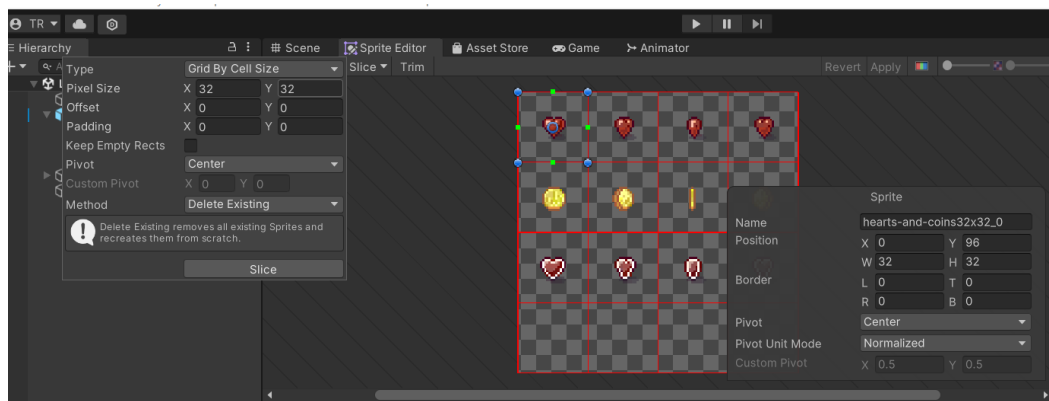 TR
Hierarchy
Scene
Sprite Editor
Asset Store
Game
Animator
Slice
Trim
Revert
Apply
Type
Grid By Cell Size
Pixel Size
X 32
Y 32
Offset
X 0
Y 0
Padding
X 0
Y 0
Keep Empty Rects
Pivot
Center
Custom Pivot
X 0
Y 0
Method
Delete Existing
Delete Existing removes all existing Sprites and
recreates them from scratch.
Slice
Sprite
Name
hearts-and-coins32x32_0
Position
X 0
Y 96
W 32
H 32
Border
L 0
T 0
R 0
B 0
Pivot
Center
Pivot Unit Mode
Normalized
Custom Pivot
X 0.5
Y 0.5